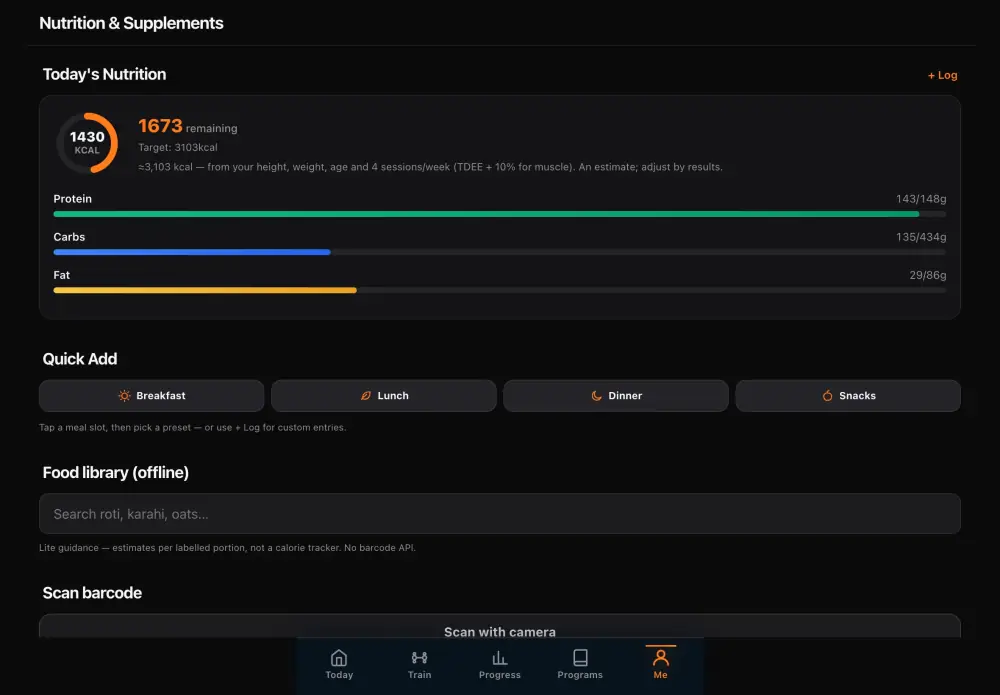 Nutrition & Supplements
Today's Nutrition
+ Log
1430
KCAL
1673 remaining
Target: 3103kcal
≈3,103 kcal — from your height, weight, age and 4 sessions/week (TDEE + 10% for muscle). An estimate; adjust by results.
Protein 143/148g
Carbs 135/434g
Fat 29/86g
Quick Add
Breakfast Lunch Dinner Snacks
Tap a meal slot, then pick a preset — or use + Log for custom entries.
Food library (offline)
Search roti, karahi, oats...
Lite guidance — estimates per labelled portion, not a calorie tracker. No barcode API.
Scan barcode
Scan with camera
Today Train Progress Programs Me